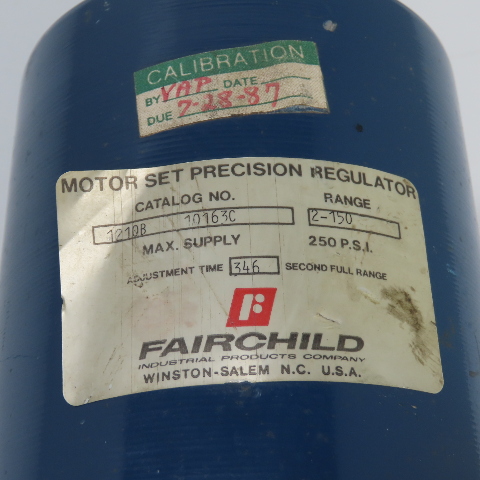 CALIBRATION
BY VAP DATE
DUE 7-28-87
MOTOR SET PRECISION REGULATOR
CATALOG NO. RANGE
1210B 10163C 2-150
MAX. SUPPLY 250 P.S.I.
ADJUSTMENT TIME 346 SECOND FULL RANGE
FAIRCHILD
INDUSTRIAL PRODUCTS COMPANY
WINSTON-SALEM N.C. U.S.A.